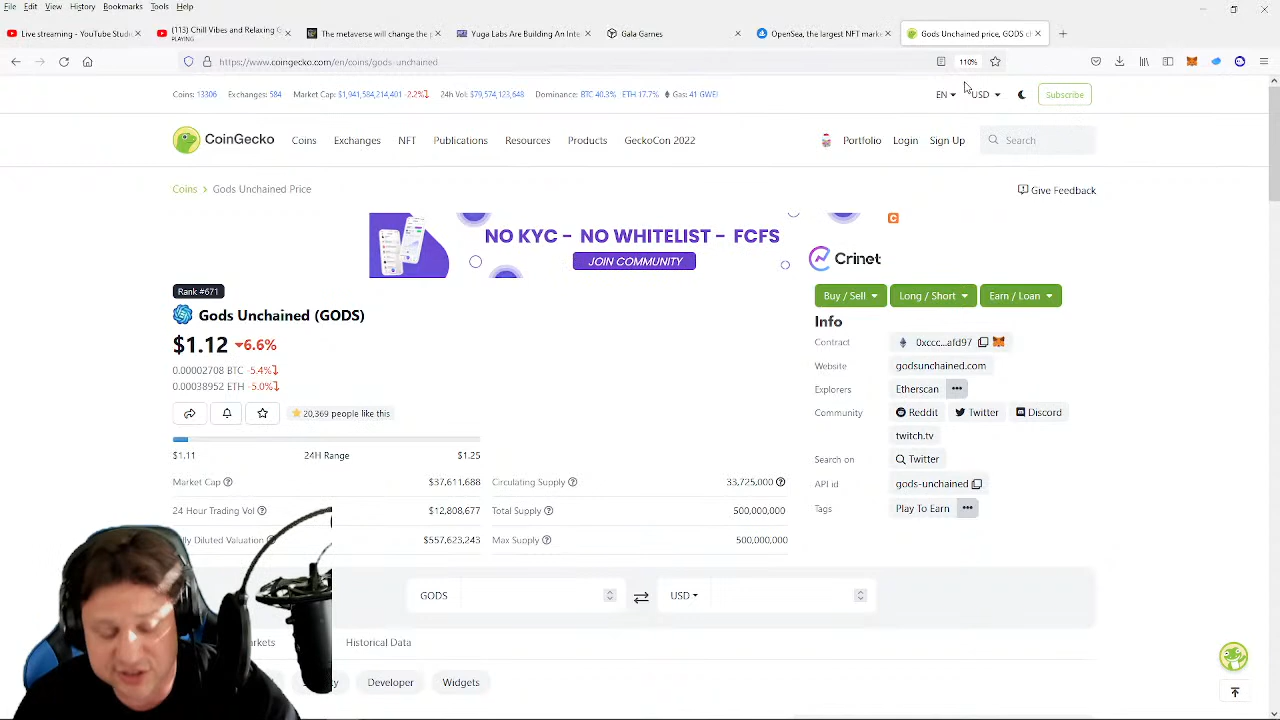 File Edit View History Bookmarks Tools Help
Live streaming - YouTube Stud
(113) Chill Vibes and Relaxing G
PLAYING
The metaverse will change the p
Yuga Labs Are Building An Inte
Gala Games
OpenSea, the largest NFT mark
Gods Unchained price, GODS c
https://www.coingecko.com/en/coins/gods-unchained
110%
Coins: 13306 Exchanges: 584 Market Cap: $1,941,584,214,401 -2.2% 24h Vol: $79,574,123,648 Dominance: BTC 40.3% ETH 17.7% Gas: 41 GWEI
EN USD Subscribe
CoinGecko Coins Exchanges NFT Publications Resources Products GeckoCon 2022
Portfolio Login Sign Up Search
Coins > Gods Unchained Price
Give Feedback
NO KYC - NO WHITELIST - FCFS
JOIN COMMUNITY
Crinet
Rank #671
Gods Unchained (GODS)
$1.12 6.6%
0.00002708 BTC -5.4%
0.00038952 ETH -5.0%
20,369 people like this
$1.11 24H Range $1.25
Market Cap $37,611,688
24 Hour Trading Vol $12,808,677
lly Diluted Valuation $557,623,243
Circulating Supply 33,725,000
Total Supply 500,000,000
Max Supply 500,000,000
Buy / Sell Long / Short Earn / Loan
Info
Contract 0xccc...afd97
Website godsunchained.com
Explorers Etherscan
Community Reddit Twitter Discord
twitch.tv
Search on Twitter
API id gods-unchained
Tags Play To Earn
GODS USD
arkets Historical Data
Developer Widgets